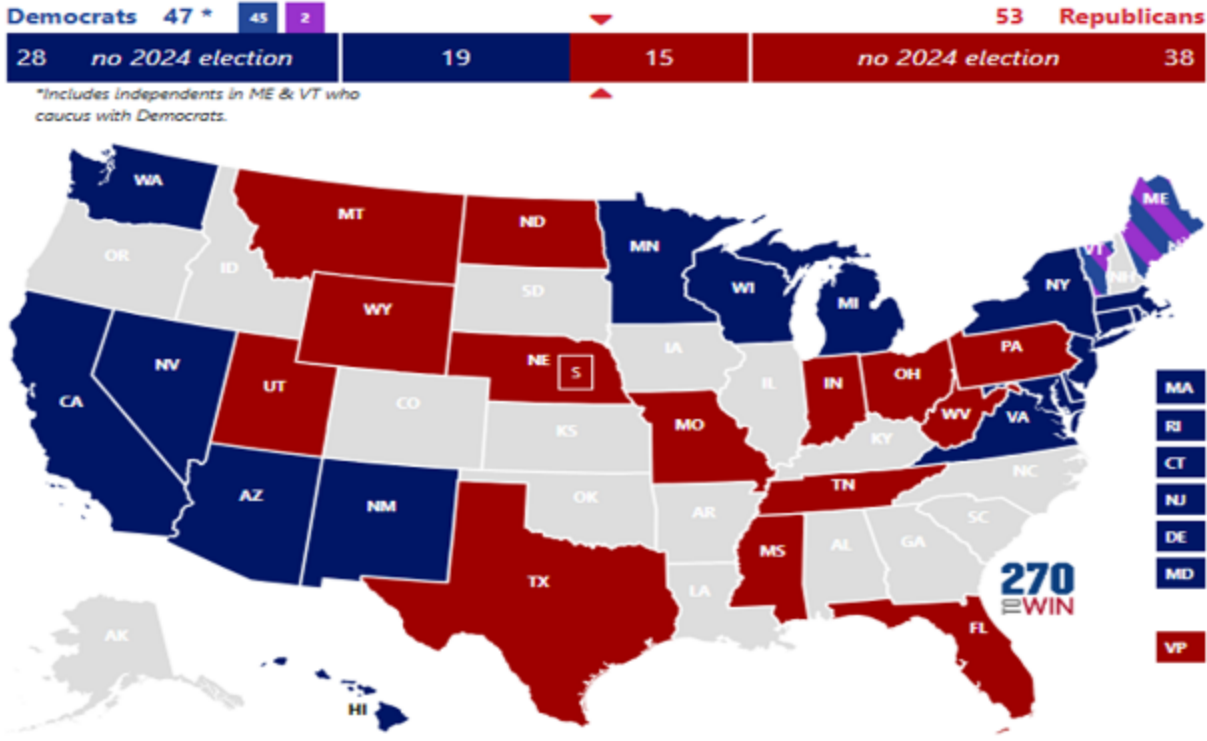 Democrats 47 * 45 2 53 Republicans
28 no 2024 election 19 15 no 2024 election 38
*Includes independents in ME & VT who
caucus with Democrats.
WA
MT
ND
MN
ME
OR
ID
SD
WI
MI
NY
VT
NH
WY
NE
S
IA
PA
NV
UT
CO
IL
IN
OH
CA
KS
MO
KY
WV
VA
MA
RI
CT
NJ
DE
MD
AZ
NM
OK
AR
TN
NC
SC
MS
AL
GA
TX
LA
270
TO WIN
FL
VP
AK
HI